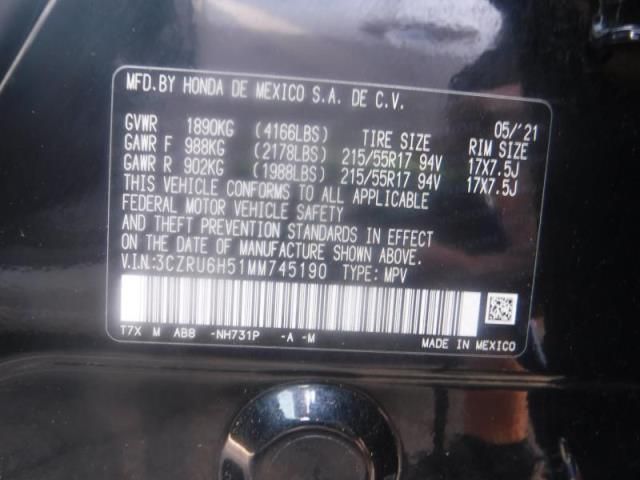 MFD.BY HONDA DE MEXICO S.A. DE C.V.
GVWR 1890KG (4166LBS) TIRE SIZE 05/'21 RIM SIZE
GAWR F 988KG (2178LBS) 215/55R17 94V 17X7.5J
GAWR R 902KG (1988LBS) 215/55R17 94V 17X7.5J
THIS VEHICLE CONFORMS TO ALL APPLICABLE
FEDERAL MOTOR VEHICLE SAFETY
AND THEFT PREVENTION STANDARDS IN EFFECT
ON THE DATE OF MANUFACTURE SHOWN ABOVE.
V.I.N:3CZRU6H51MM745190 TYPE: MPV
T7X M AB8 -NH731P -A -M MADE IN MEXICO